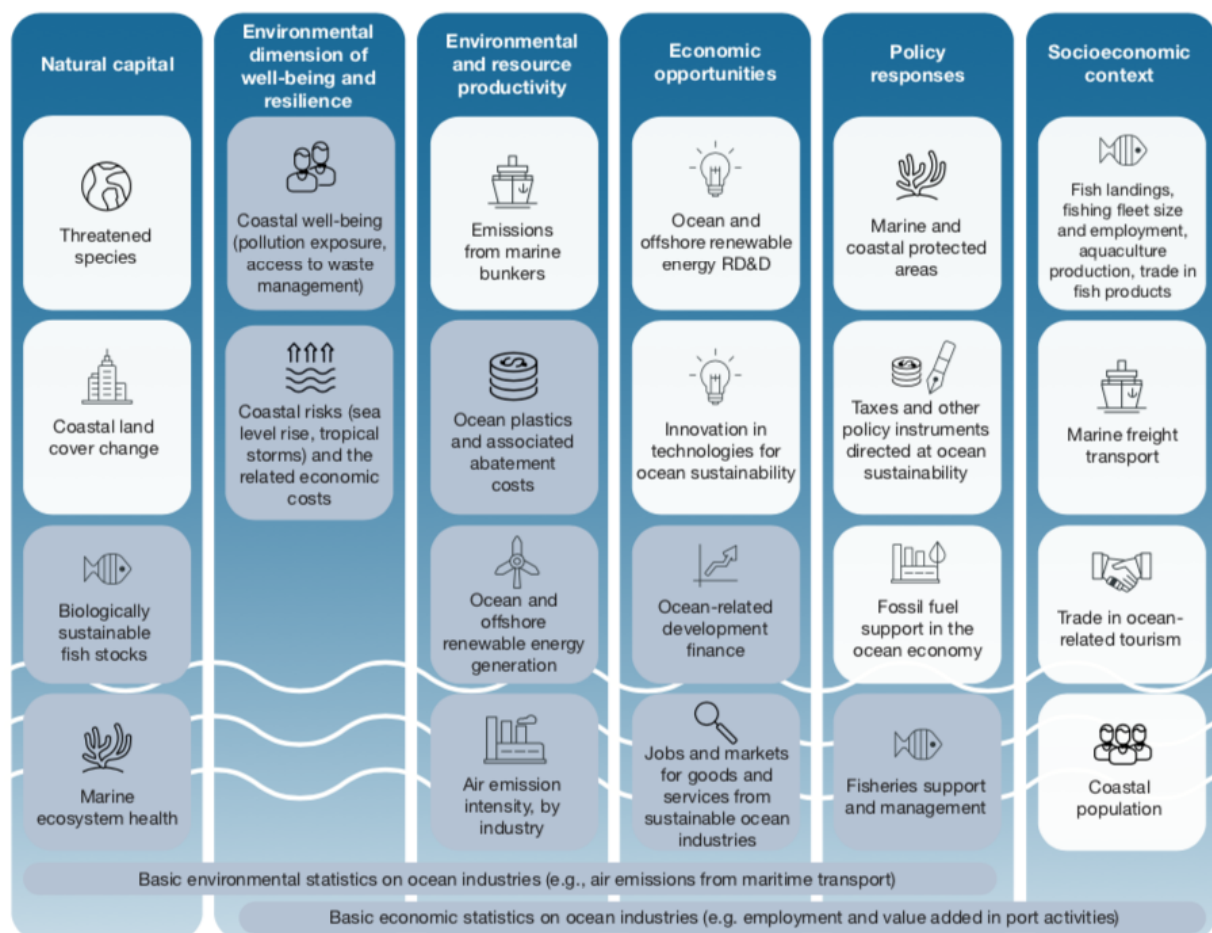 Natural capital
Environmental
dimension of
well-being and
resilience
Environmental
and resource
productivity
Economic
opportunities
Policy
responses
Socioeconomic
context
Threatened
species
Coastal well-being
(pollution exposure,
access to waste
management)
Emissions
from marine
bunkers
Ocean and
offshore renewable
energy RD&D
Marine and
coastal protected
areas
Fish landings,
fishing fleet size
and employment,
aquaculture
production, trade in
fish products
Coastal land
cover change
Coastal risks (sea
level rise, tropical
storms) and the
related economic
costs
Ocean plastics
and associated
abatement
costs
Innovation in
technologies for
ocean sustainability
Taxes and other
policy instruments
directed at ocean
sustainability
Marine freight
transport
Biologically
sustainable
fish stocks
Ocean and
offshore
renewable energy
generation
Ocean-related
development
finance
Fossil fuel
support in the
ocean economy
Trade in ocean-
related tourism
Marine
ecosystem health
Air emission
intensity, by
industry
Jobs and markets
for goods and
services from
sustainable ocean
industries
Fisheries support
and management
Coastal
population
Basic environmental statistics on ocean industries (e.g., air emissions from maritime transport)
Basic economic statistics on ocean industries (e.g. employment and value added in port activities)